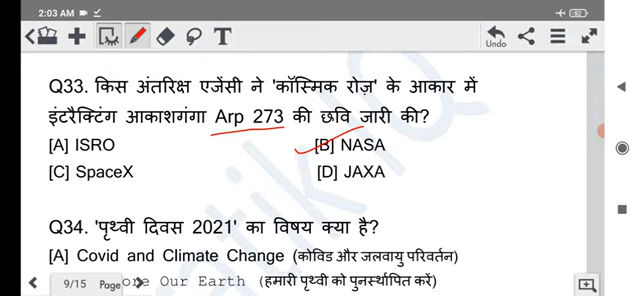 2:03 AM
92
Undo
Q33. किस अंतरिक्ष एजेंसी ने 'कॉस्मिक रोज़' के आकार में
इंटरैक्टिंग आकाशगंगा Arp 273 की छवि जारी की?
[A] ISRO [B] NASA
[C] SpaceX [D] JAXA
Q34. 'पृथ्वी दिवस 2021' का विषय क्या है?
[A] Covid and Climate Change (कोविड और जलवायु परिवर्तन)
9/15 Page
Our Earth (हमारी पृथ्वी को पुनर्स्थापित करें)